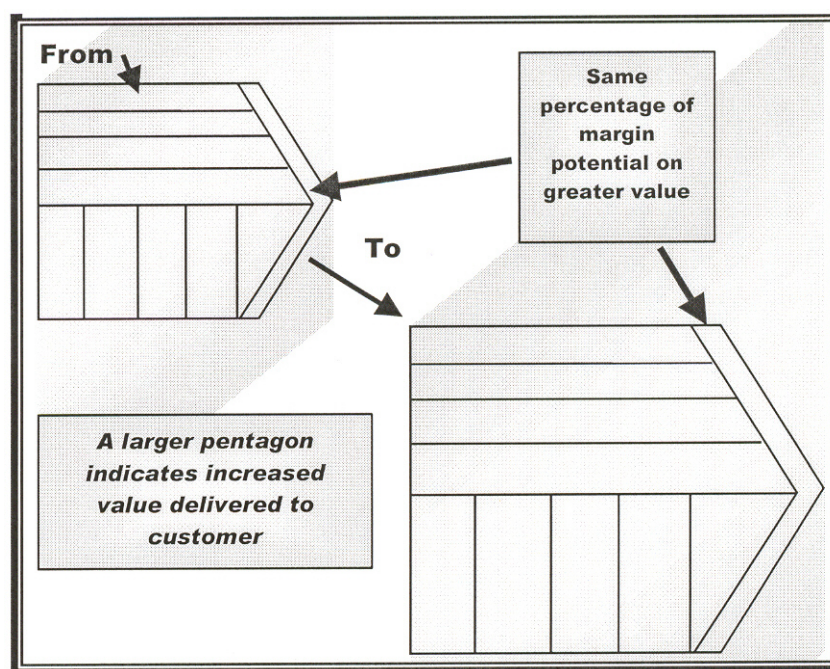 From
Same
percentage of
margin
potential on
greater value
To
A larger pentagon
indicates increased
value delivered to
customer